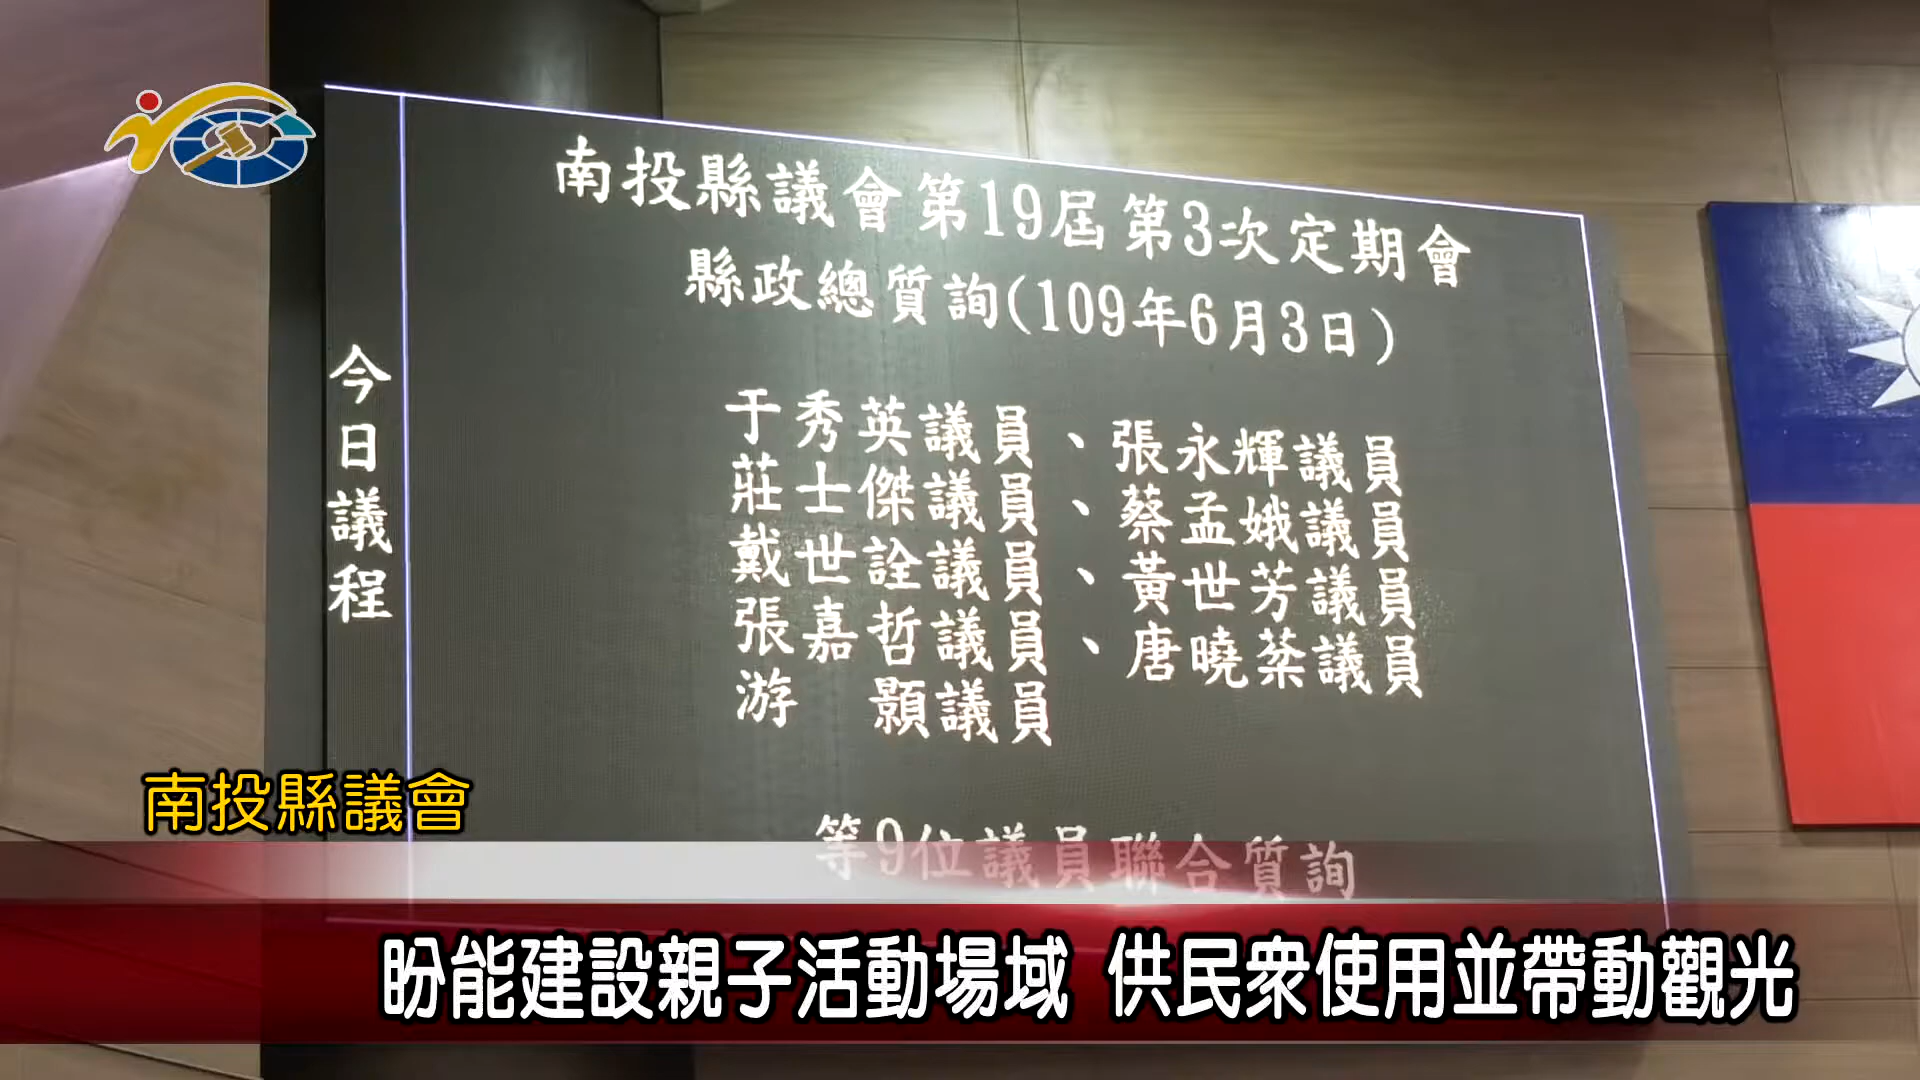 南投縣議會第19屆第3次定期會
縣政總質詢(109年6月3日)
今日議程
于秀英議員、張永輝議員
莊士傑議員、蔡孟娥議員
戴世詮議員、黃世芳議員
張嘉哲議員、唐曉棻議員
游 顥議員
等9位議員聯合質詢
南投縣議會
盼能建設親子活動場域 供民眾使用並帶動觀光